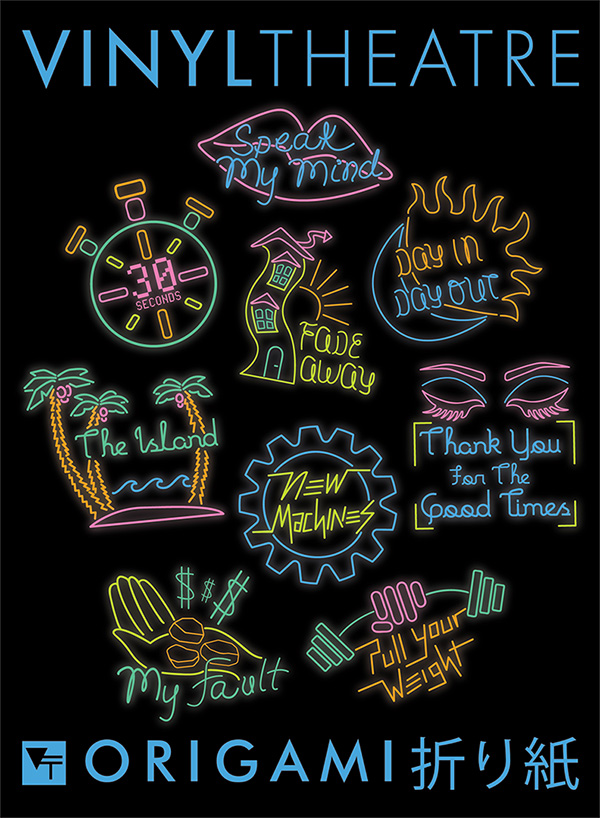 VINYLTHEATRE
Speak
My Mind
30
SECONDS
DAY IN
DAY OUT
FADE
AWAY
The Island
Thank You
For The
Good Times
NEW
MACHINES
$ $ $
My Fault
Pull Your
Weight
VT
ORIGAMI 折り紙